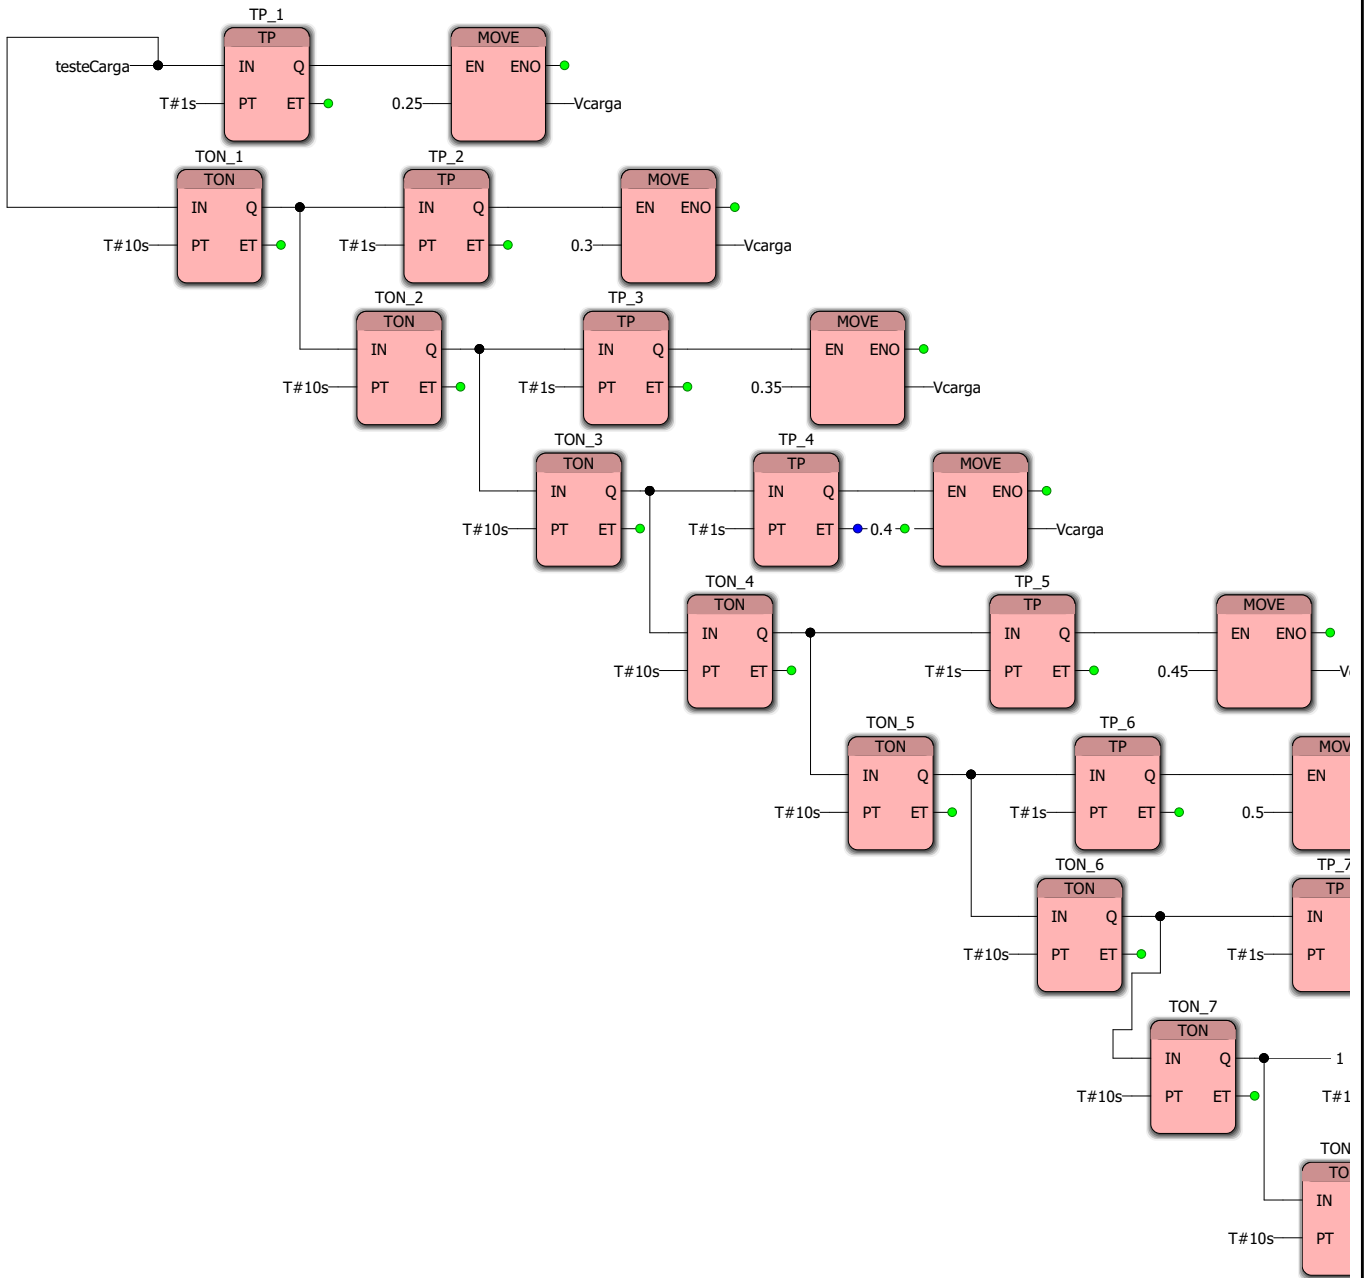 TP_1
TP MOVE
testeCarga IN Q EN ENO
T#1s PT ET 0.25 Vcarga
TON_1 TP_2
TON TP MOVE
IN Q IN Q EN ENO
T#10s PT ET T#1s PT ET 0.3 Vcarga
TON_2 TP_3
TON TP MOVE
IN Q IN Q EN ENO
T#10s PT ET T#1s PT ET 0.35 Vcarga
TON_3 TP_4
TON TP MOVE
IN Q IN Q EN ENO
T#10s PT ET T#1s PT ET 0.4 Vcarga
TON_4 TP_5
TON TP MOVE
IN Q IN Q EN ENO
T#10s PT ET T#1s PT ET 0.45
TON_5 TP_6
TON TP MOV
IN Q IN Q EN
T#10s PT ET T#1s PT ET 0.5
TON_6 TP_7
TON TP
IN Q IN
T#10s PT ET T#1s PT
TON_7
TON
IN Q 1
T#10s PT ET T#1
TON
TO
IN
T#10s PT